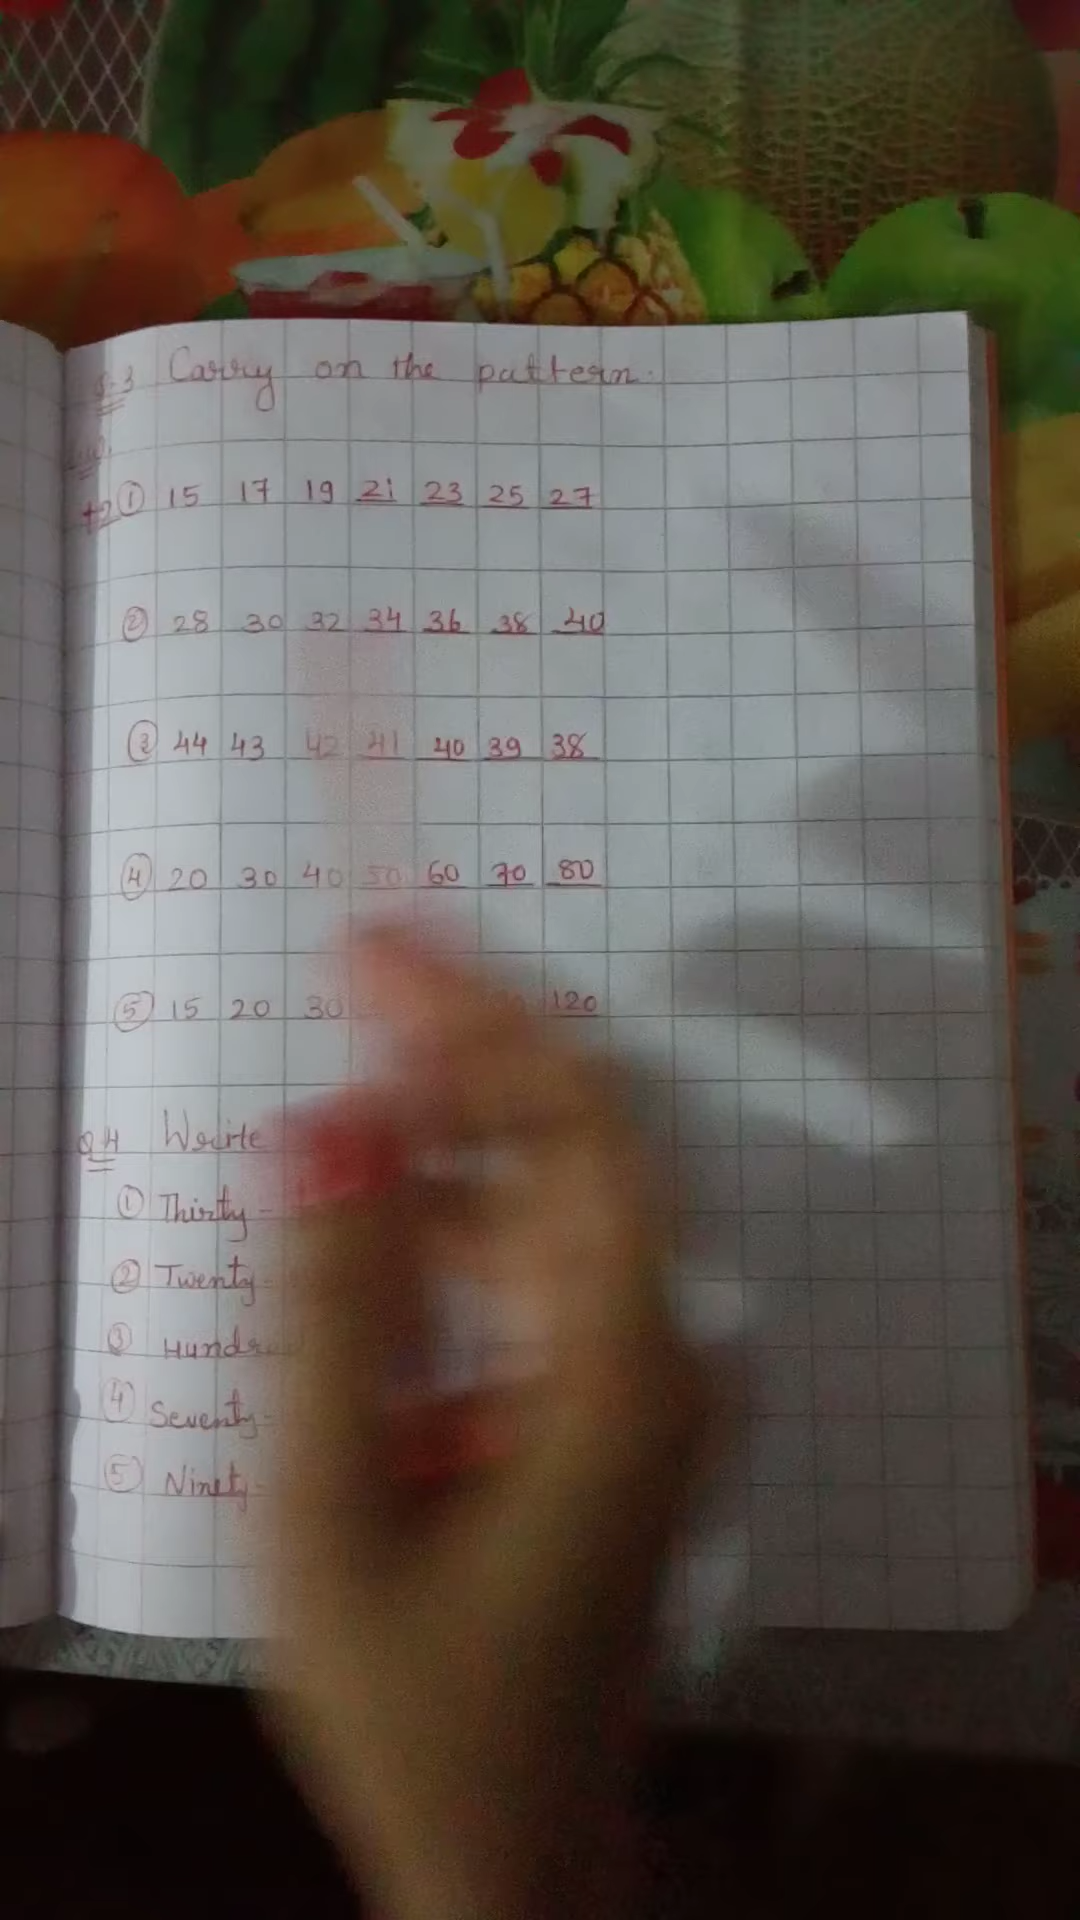 Q.3 Carry on the pattern.
+2 ① 15 17 19 21 23 25 27
② 28 30 32 34 36 38 40
③ 44 43 42 41 40 39 38
④ 20 30 40 50 60 70 80
⑤ 15 20 30 120
Q.4 Write
① Thirty -
② Twenty -
③
④ Seventy -
⑤ Ninety -